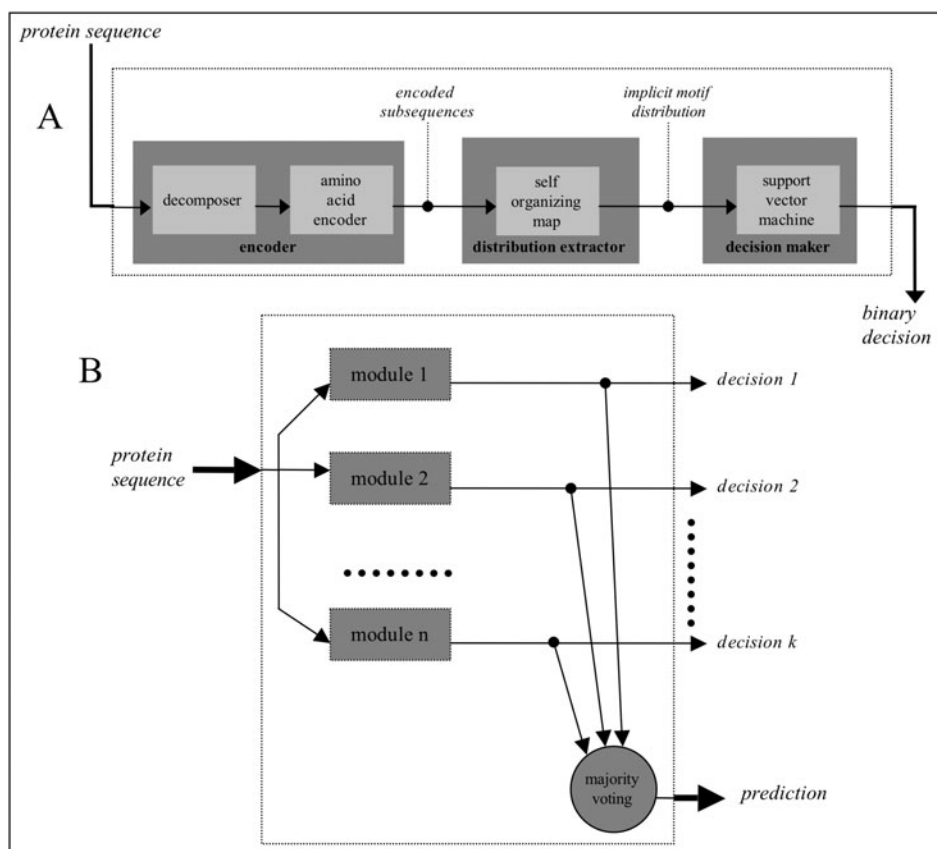 protein sequence
A
encoded
subsequences
implicit motif
distribution
decomposer
amino
acid
encoder
encoder
self
organizing
map
distribution extractor
support
vector
machine
decision maker
binary
decision
B
protein
sequence
module 1
decision 1
module 2
decision 2
module n
decision k
majority
voting
prediction